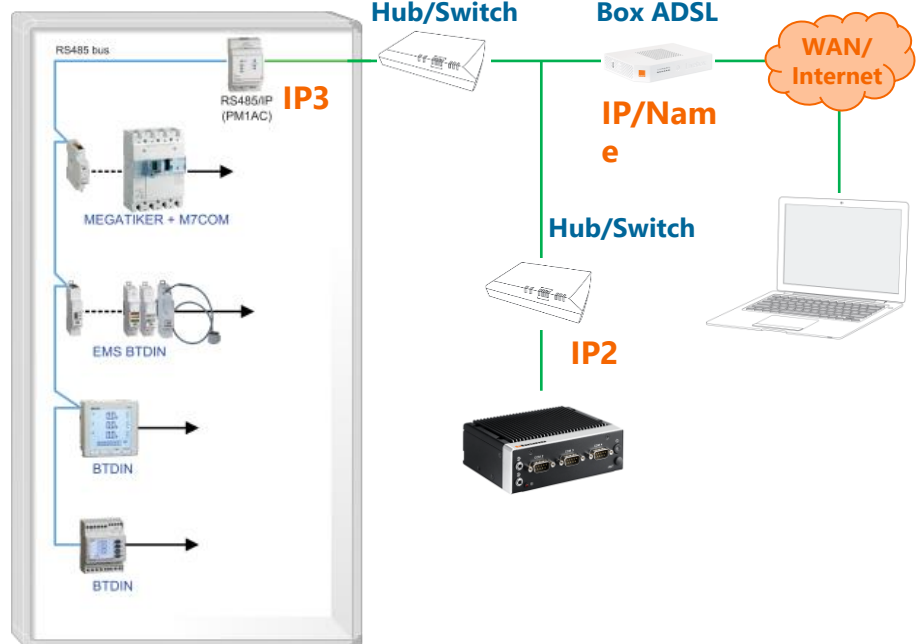 Hub/Switch
Box ADSL
WAN/
Internet
RS485 bus
RS485/IP
(PM1AC)
IP3
IP/Nam
e
MEGATIKER + M7COM
Hub/Switch
EMS BTDIN
IP2
BTDIN
BTDIN